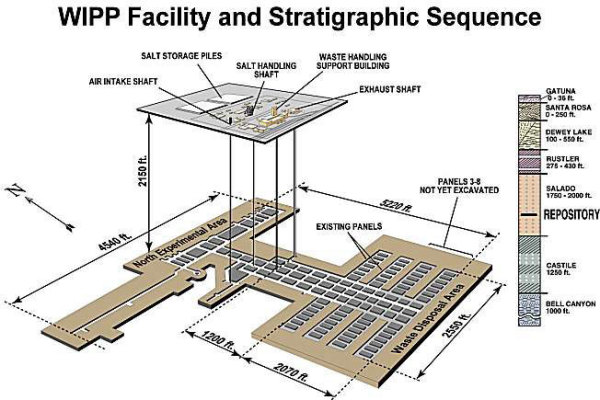 WIPP Facility and Stratigraphic Sequence
SALT STORAGE PILES
SALT HANDLING
SHAFT
WASTE HANDLING
SUPPORT BUILDING
AIR INTAKE SHAFT
EXHAUST SHAFT
GATUNA
0 - 35 ft.
SANTA ROSA
0 - 250 ft.
DEWEY LAKE
100 - 550 ft.
RUSTLER
275 - 430 ft.
SALADO
1750 - 2000 ft.
REPOSITORY
CASTILE
1250 ft.
BELL CANYON
1000 ft.
2150 ft.
N
PANELS 3-8
NOT YET EXCAVATED
5220 ft.
4540 ft.
North Experimental Area
EXISTING PANELS
Waste Disposal Area
2550 ft.
1200 ft.
2070 ft.